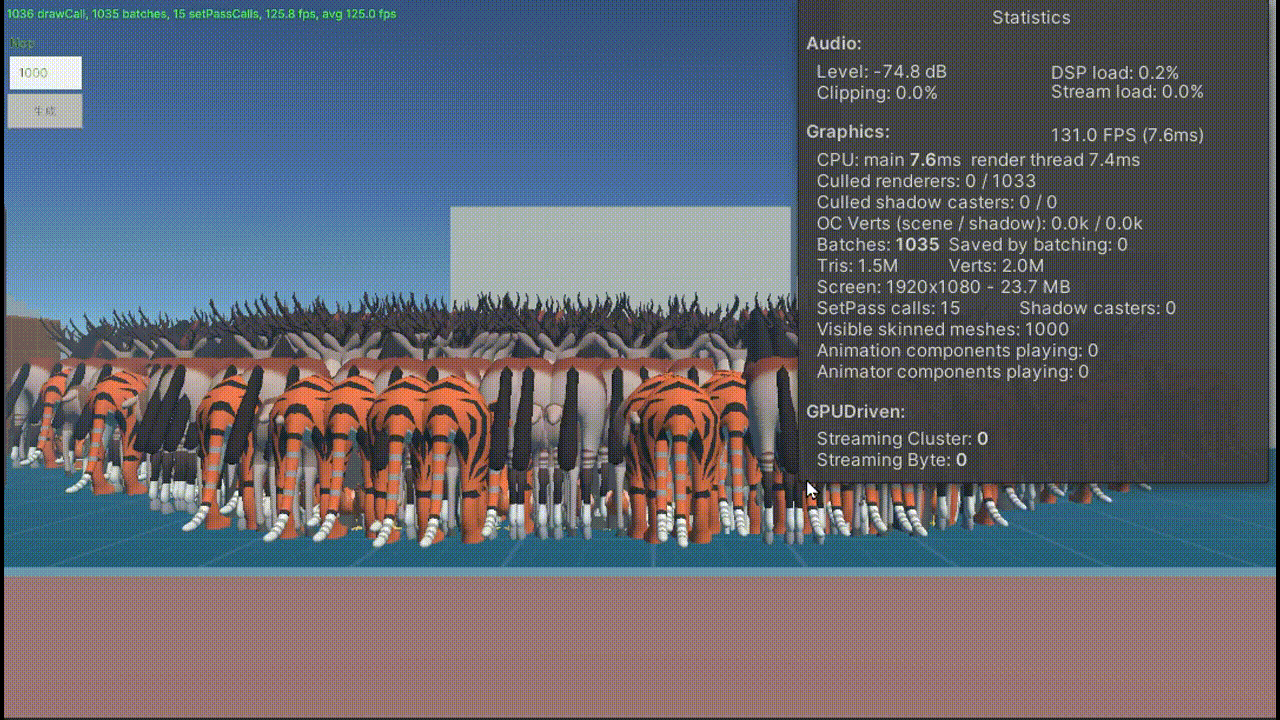 1036 drawCall, 1035 batches, 15 setPassCalls, 125.8 fps, avg 125.0 fps
1000
生成
Statistics
Audio:
Level: -74.8 dB DSP load: 0.2%
Clipping: 0.0% Stream load: 0.0%
Graphics: 131.0 FPS (7.6ms)
CPU: main 7.6ms render thread 7.4ms
Culled renderers: 0 / 1033
Culled shadow casters: 0 / 0
OC Verts (scene / shadow): 0.0k / 0.0k
Batches: 1035 Saved by batching: 0
Tris: 1.5M Verts: 2.0M
Screen: 1920x1080 - 23.7 MB
SetPass calls: 15 Shadow casters: 0
Visible skinned meshes: 1000
Animation components playing: 0
Animator components playing: 0
GPUDriven:
Streaming Cluster: 0
Streaming Byte: 0